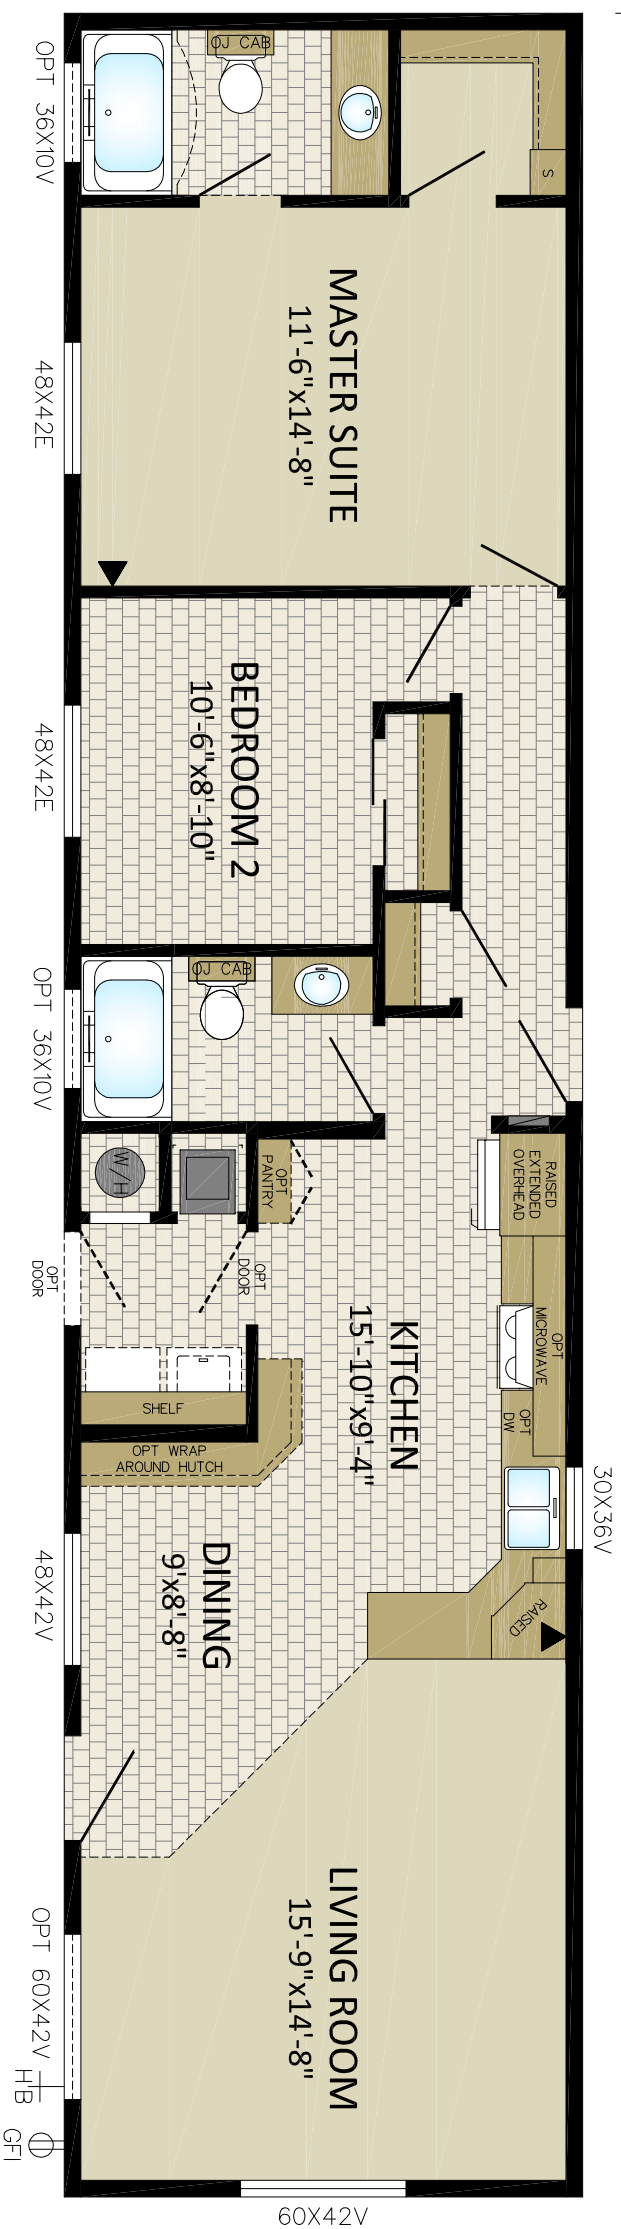 OPT 36X10V
OJ CAB
S
MASTER SUITE
11'-6"x14'-8"
48X42E
BEDROOM 2
10'-6"x8'-10"
48X42E
OJ CAB
OPT 36X10V
W/H
OPT
PANTRY
RAISED
EXTENDED
OVERHEAD
OPT
DOOR
OPT
DOOR
OPT
MICROWAVE
KITCHEN
15'-10"x9'-4"
OPT
DW
SHELF
OPT WRAP
AROUND HUTCH
30X36V
DINING
9'x8'-8"
48X42V
RAISED
LIVING ROOM
15'-9"x14'-8"
OPT 60X42V
HB
GFI
60X42V